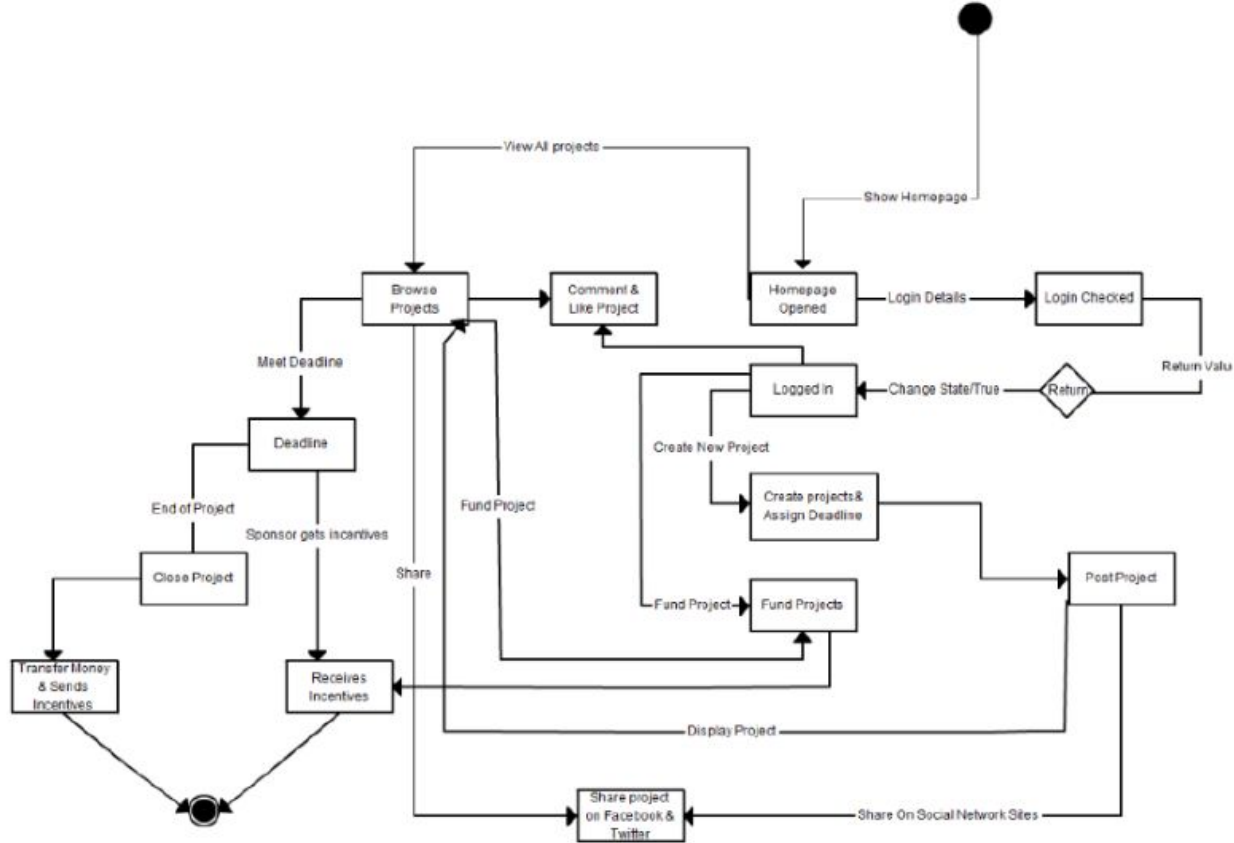 View All projects
Show Homepage
Browse
Projects
Comment &
Like Project
Homepage
Opened
Login Details
Login Checked
Meet Deadline
Return Valu
Logged In
Change State/True
Return
Deadline
Create New Project
End of Project
Fund Project
Create projects &
Assign Deadline
Sponsor gets incentives
Close Project
Share
Fund Project
Fund Projects
Post Project
Transfer Money
& Sends
Incentives
Receives
Incentives
Display Project
Share project
on Facebook &
Twitter
Share On Social Network Sites